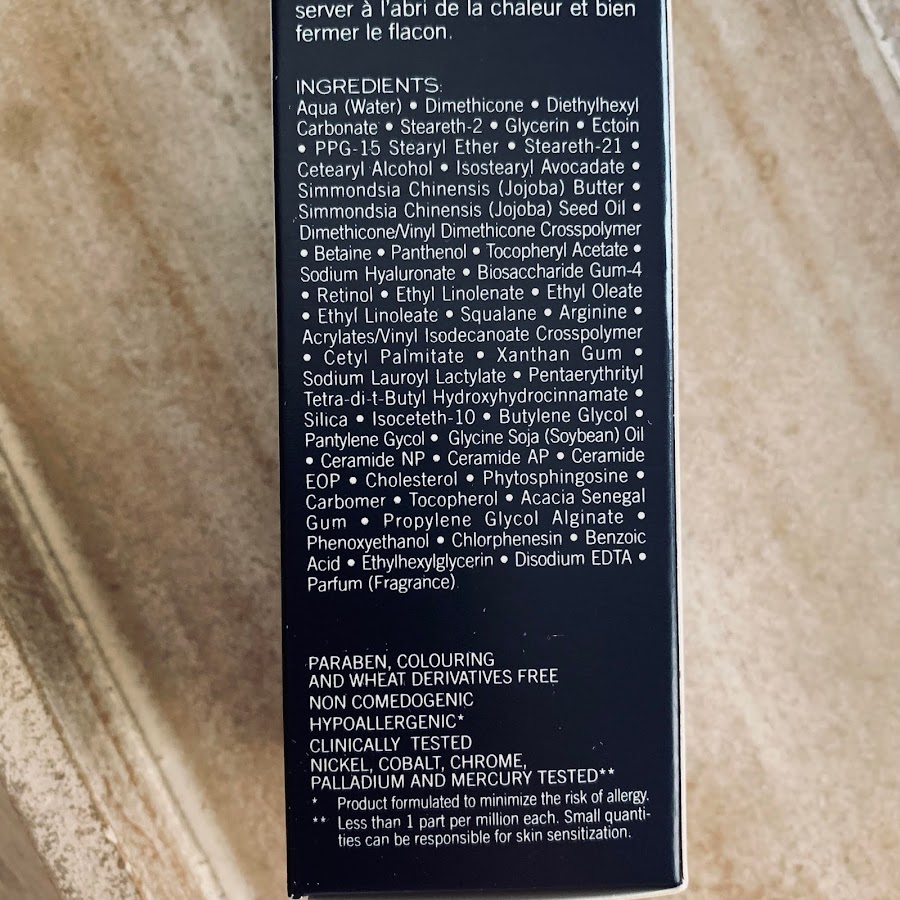 server à l'abri de la chaleur et bien
fermer le flacon.
INGREDIENTS:
Aqua (Water) • Dimethicone • Diethylhexyl
Carbonate • Steareth-2 • Glycerin • Ectoin
• PPG-15 Stearyl Ether • Steareth-21 •
Cetearyl Alcohol • Isostearyl Avocadate •
Simmondsia Chinensis (Jojoba) Butter •
Simmondsia Chinensis (Jojoba) Seed Oil •
Dimethicone/Vinyl Dimethicone Crosspolymer
• Betaine • Panthenol • Tocopheryl Acetate •
Sodium Hyaluronate • Biosaccharide Gum-4
• Retinol • Ethyl Linolenate • Ethyl Oleate
• Ethyl Linoleate • Squalane • Arginine •
Acrylates/Vinyl Isodecanoate Crosspolymer
• Cetyl Palmitate • Xanthan Gum •
Sodium Lauroyl Lactylate • Pentaerythrityl
Tetra-di-t-Butyl Hydroxyhydrocinnamate •
Silica • Isoceteth-10 • Butylene Glycol •
Pantylene Gycol • Glycine Soja (Soybean) Oil
• Ceramide NP • Ceramide AP • Ceramide
EOP • Cholesterol • Phytosphingosine •
Carbomer • Tocopherol • Acacia Senegal
Gum • Propylene Glycol Alginate •
Phenoxyethanol • Chlorphenesin • Benzoic
Acid • Ethylhexylglycerin • Disodium EDTA •
Parfum (Fragrance)
PARABEN, COLOURING
AND WHEAT DERIVATIVES FREE
NON COMEDOGENIC
HYPOALLERGENIC*
CLINICALLY TESTED
NICKEL, COBALT, CHROME,
PALLADIUM AND MERCURY TESTED**
* Product formulated to minimize the risk of allergy.
** Less than 1 part per million each. Small quanti-
ties can be responsible for skin sensitization.